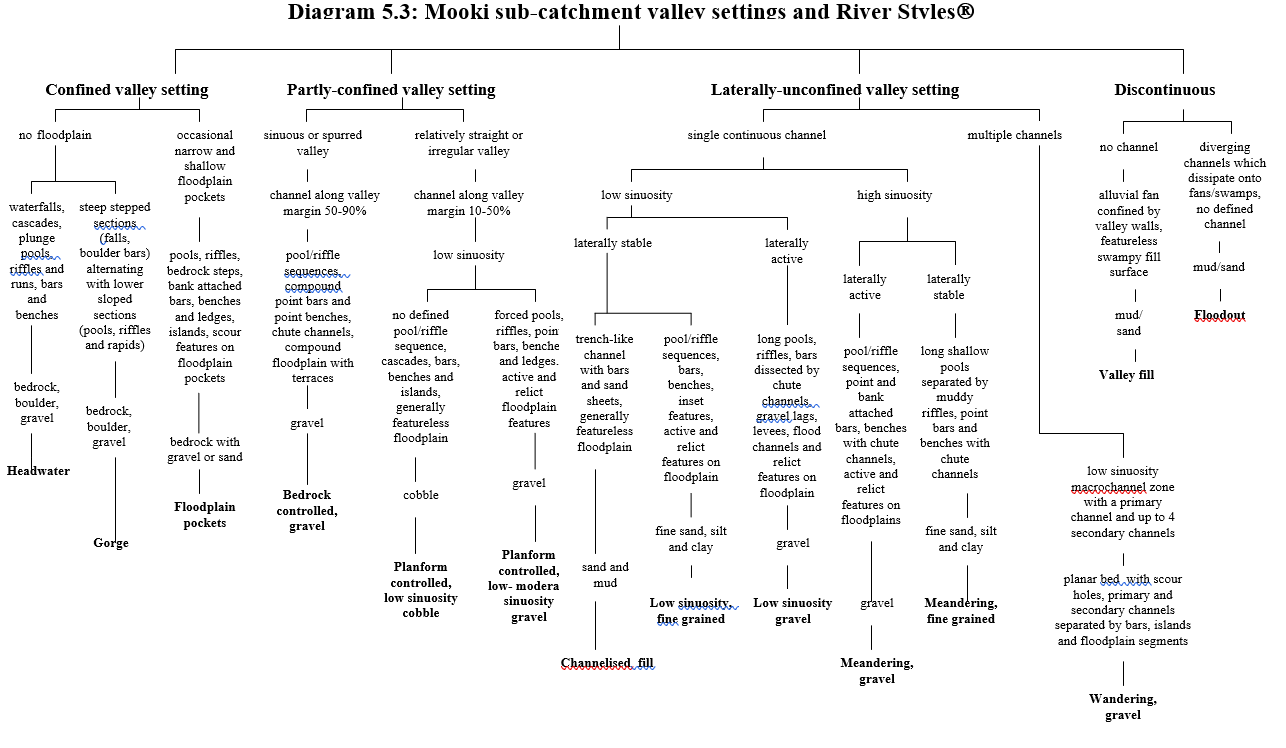 Diagram 5.3: Mooki sub-catchment valley settings and River Styles®
Confined valley setting
Partly-confined valley setting
Laterally-unconfined valley setting
Discontinuous
no floodplain
waterfalls,
cascades,
plunge
pools,
riffles and
runs, bars
and
benches
bedrock,
boulder,
gravel
Headwater
steep stepped
sections
(falls,
boulder bars)
alternating
with lower
sloped
sections
(pools, riffles
and rapids)
bedrock,
boulder,
gravel
Gorge
occasional
narrow and
shallow
floodplain
pockets
pools, riffles,
bedrock steps,
bank attached
bars, benches
and ledges,
islands, scour
features on
floodplain
pockets
bedrock with
gravel or sand
Floodplain
pockets
sinuous or spurred
valley
channel along valley
margin 50-90%
pool/riffle
sequences,
compound
point bars and
point benches,
chute channels,
compound
floodplain with
terraces
gravel
Bedrock
controlled,
gravel
relatively straight or
irregular valley
channel along valley
margin 10-50%
low sinuosity
no defined
pool/riffle
sequence,
cascades, bars,
benches and
islands,
generally
featureless
floodplain
cobble
Planform
controlled,
low sinuosity
cobble
forced pools,
riffles, poin
bars, benche
and ledges.
active and
relict
floodplain
features
gravel
Planform
controlled,
low- modera
sinuosity
gravel
single continuous channel
low sinuosity
laterally stable
trench-like
channel
with bars
and sand
sheets,
generally
featureless
floodplain
sand and
mud
Channelised, fill
pool/riffle
sequences,
bars,
benches,
inset
features,
active and
relict
features on
floodplain
fine sand, silt
and clay
Low sinuosity,
fine grained
laterally
active
long pools,
riffles, bars
dissected by
chute
channels,
gravel lags,
levees, flood
channels and
relict
features on
floodplain
gravel
Low sinuosity
gravel
high sinuosity
laterally
active
pool/riffle
sequences,
point and
bank
attached
bars, benches
with chute
channels,
active and
relict
features on
floodplains
gravel
Meandering,
gravel
laterally
stable
long shallow
pools
separated by
muddy
riffles, point
bars and
benches with
chute
channels
fine sand, silt
and clay
Meandering,
fine grained
multiple channels
low sinuosity
macrochannel zone
with a primary
channel and up to 4
secondary channels
planar bed with scour
holes, primary and
secondary channels
separated by bars, islands
and floodplain segments
Wandering,
gravel
no channel
alluvial fan
confined by
valley walls,
featureless
swampy fill
surface
mud/
sand
Valley fill
diverging
channels which
dissipate onto
fans/swamps,
no defined
channel
mud/sand
Floodout